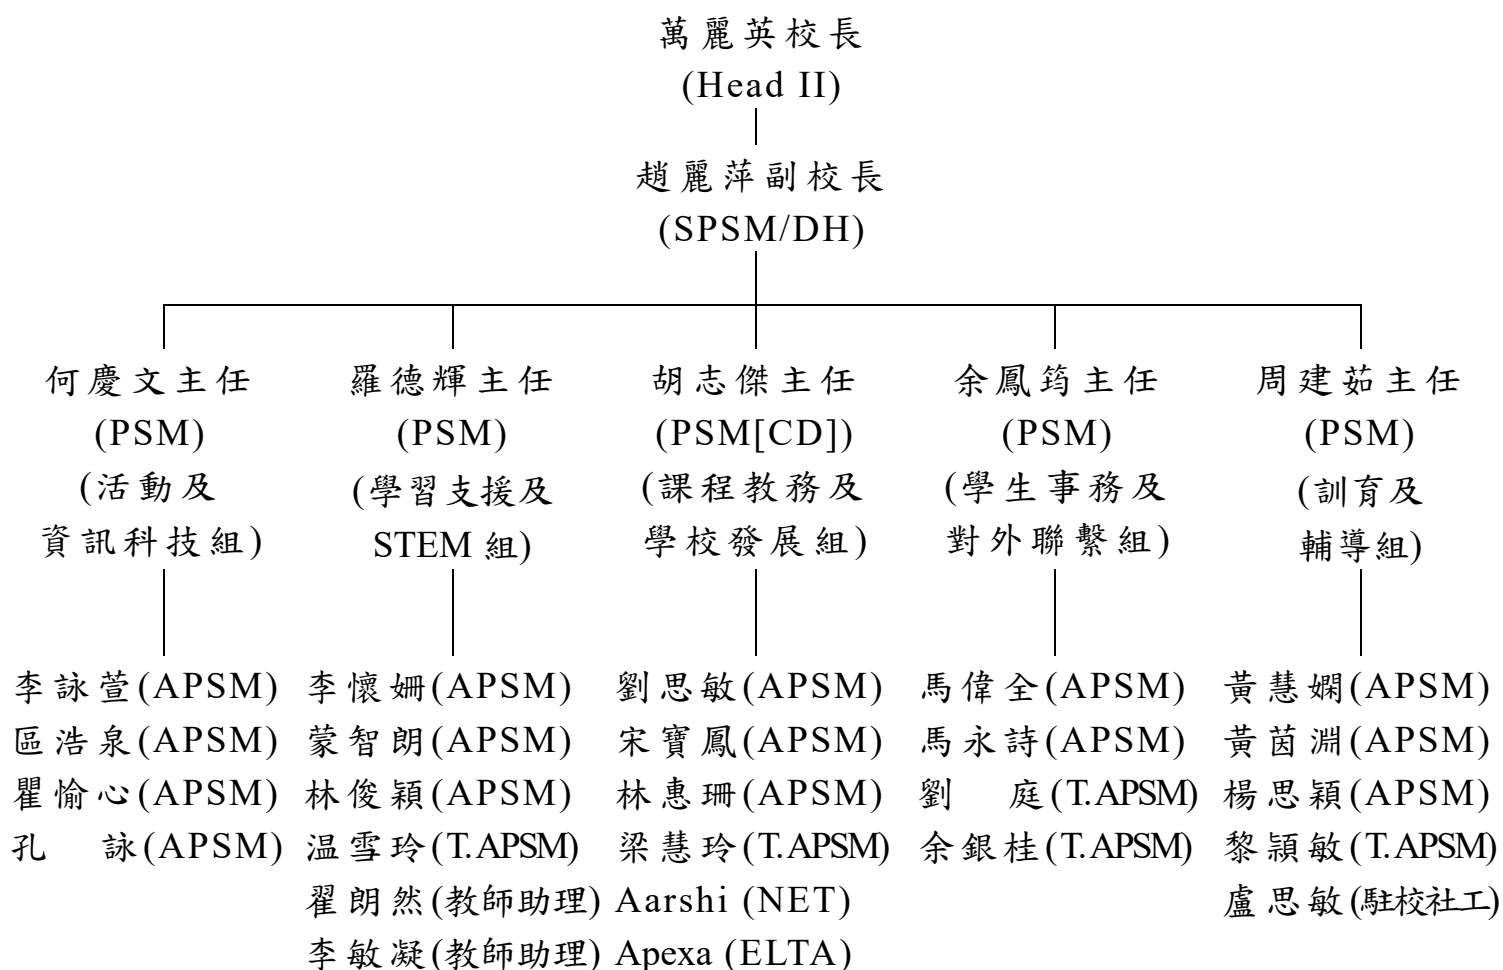 萬麗英校長
(Head II)
趙麗萍副校長
(SPSM/DH)
何慶文主任
(PSM)
(活動及
資訊科技組)
羅德輝主任
(PSM)
(學習支援及
STEM 組)
胡志傑主任
(PSM[CD])
(課程教務及
學校發展組)
余鳳筠主任
(PSM)
(學生事務及
對外聯繫組)
周建茹主任
(PSM)
(訓育及
輔導組)
李詠萱(APSM)
區浩泉(APSM)
瞿愉心(APSM)
孔　詠(APSM)
李懷姍(APSM)
蒙智朗(APSM)
林俊穎(APSM)
温雪玲(T.APSM)
翟朗然(教師助理)
李敏凝(教師助理)
劉思敏(APSM)
宋寶鳳(APSM)
林惠珊(APSM)
梁慧玲(T.APSM)
Aarshi (NET)
Apexa (ELTA)
馬偉全(APSM)
馬永詩(APSM)
劉　庭(T.APSM)
余銀桂(T.APSM)
黃慧嫻(APSM)
黃茵淵(APSM)
楊思穎(APSM)
黎頴敏(T.APSM)
盧思敏(駐校社工)